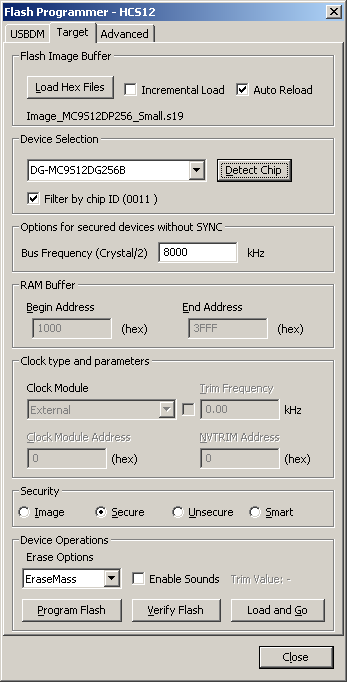 Flash Programmer - HCS12
USBDM Target Advanced
Flash Image Buffer
Load Hex Files Incremental Load Auto Reload
Image_MC9S12DP256_Small.s19
Device Selection
DG-MC9S12DG256B Detect Chip
Filter by chip ID (0011 )
Options for secured devices without SYNC
Bus Frequency (Crystal/2) 8000 kHz
RAM Buffer
Begin Address End Address
1000 (hex) 3FFF (hex)
Clock type and parameters
Clock Module Trim Frequency
External 0.00 kHz
Clock Module Address NVTRIM Address
0 (hex) 0 (hex)
Security
Image Secure Unsecure Smart
Device Operations
Erase Options
EraseMass Enable Sounds Trim Value: -
Program Flash Verify Flash Load and Go
Close